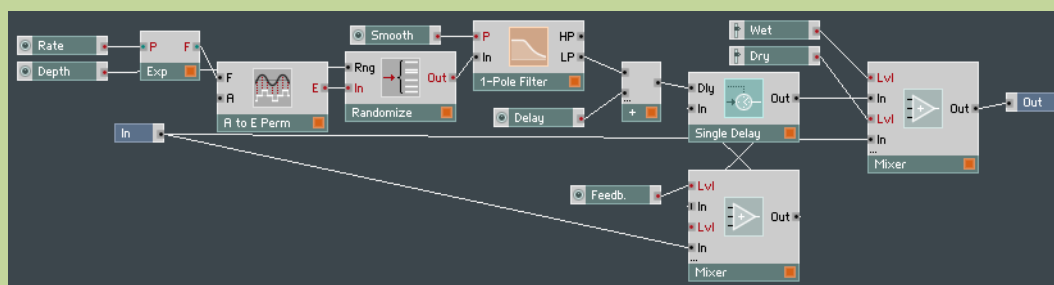 Rate
Depth
P F
Exp
F
A
E
A to E Perm
Rng
In
Out
Randomize
Smooth
P
In
HP
LP
1-Pole Filter
Delay
...
+
Dly
In
Out
Single Delay
Wet
Dry
Lvl
In
Lvl
In
...
Out
Mixer
Out
In
Feedb.
Lvl
In
Lvl
In
...
Out
Mixer